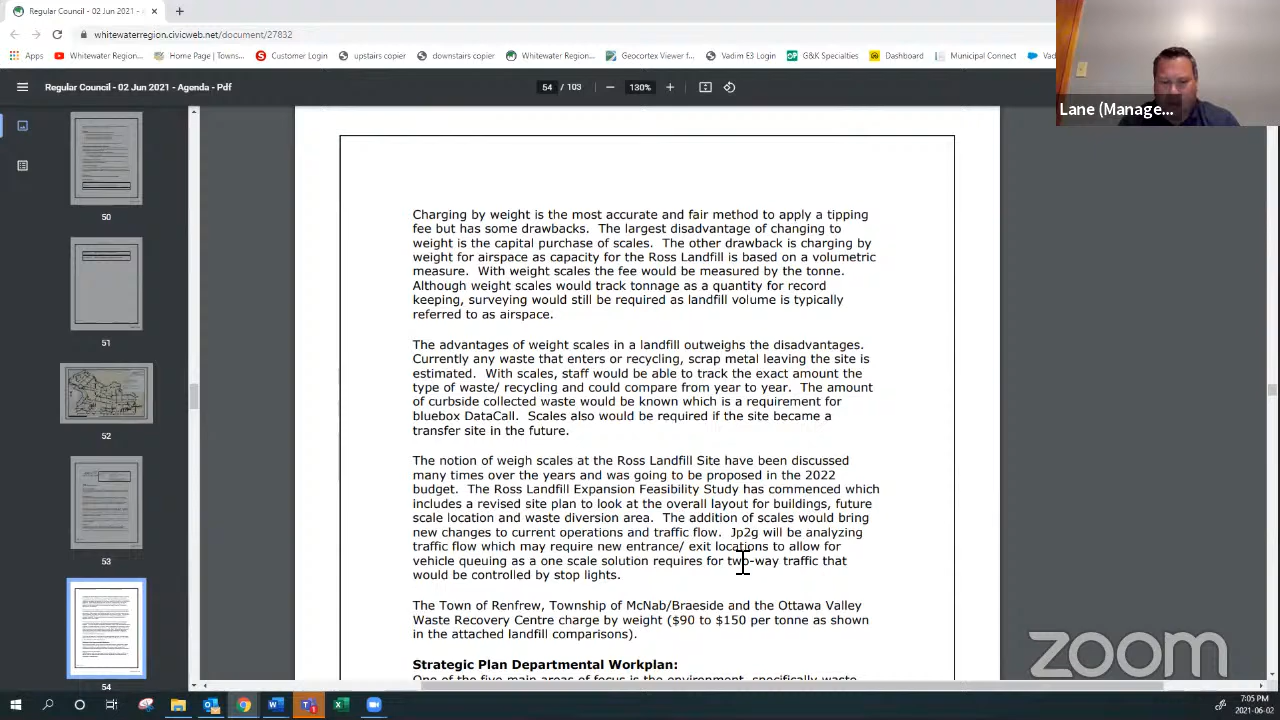 Regular Council - 02 Jun 2021 -
whitewaterregion.civicweb.net/document/27832
Apps
Whitewater Region...
Home Page | Towns...
Customer Login
upstairs copier
downstairs copier
Whitewater Region...
Geocortex Viewer f...
Vadim E3 Login
G&K Specialties
Dashboard
Municipal Connect
Vac
Regular Council - 02 Jun 2021 - Agenda - Pdf
54 / 103
130%
Lane (Manage...
50
51
52
53
54
Charging by weight is the most accurate and fair method to apply a tipping
fee but has some drawbacks. The largest disadvantage of changing to
weight is the capital purchase of scales. The other drawback is charging by
weight for airspace as capacity for the Ross Landfill is based on a volumetric
measure. With weight scales the fee would be measured by the tonne.
Although weight scales would track tonnage as a quantity for record
keeping, surveying would still be required as landfill volume is typically
referred to as airspace.
The advantages of weight scales in a landfill outweighs the disadvantages.
Currently any waste that enters or recycling, scrap metal leaving the site is
estimated. With scales, staff would be able to track the exact amount the
type of waste/ recycling and could compare from year to year. The amount
of curbside collected waste would be known which is a requirement for
bluebox DataCall. Scales also would be required if the site became a
transfer site in the future.
The notion of weigh scales at the Ross Landfill Site have been discussed
many times over the years and was going to be proposed in the 2022
budget. The Ross Landfill Expansion Feasibility Study has commenced which
includes a revised site plan to look at the overall layout for buildings, future
scale location and waste diversion area. The addition of scales would bring
new changes to current operations and traffic flow. Jp2g will be analyzing
traffic flow which may require new entrance/ exit locations to allow for
vehicle queuing as a one scale solution requires for two-way traffic that
would be controlled by stop lights.
The Town of Renfrew, Township of McNab/Braeside and the Ottawa Valley
Waste Recovery Centre charge by weight ($90 to $150 per tonne as shown
in the attached landfill comparisons).
Strategic Plan Departmental Workplan:
One of the five main areas of focus is the environment, specifically waste
zoom
7:05 PM
2021-06-02